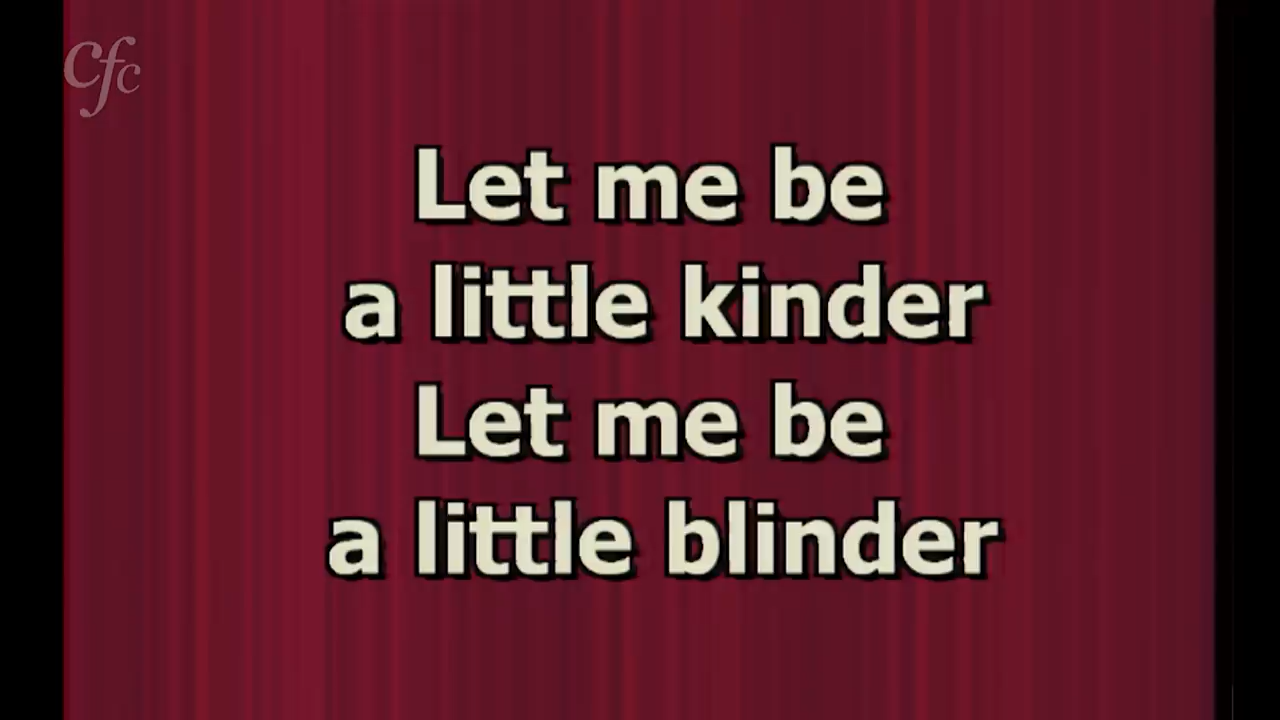 cfc
Let me be
a little kinder
Let me be
a little blinder